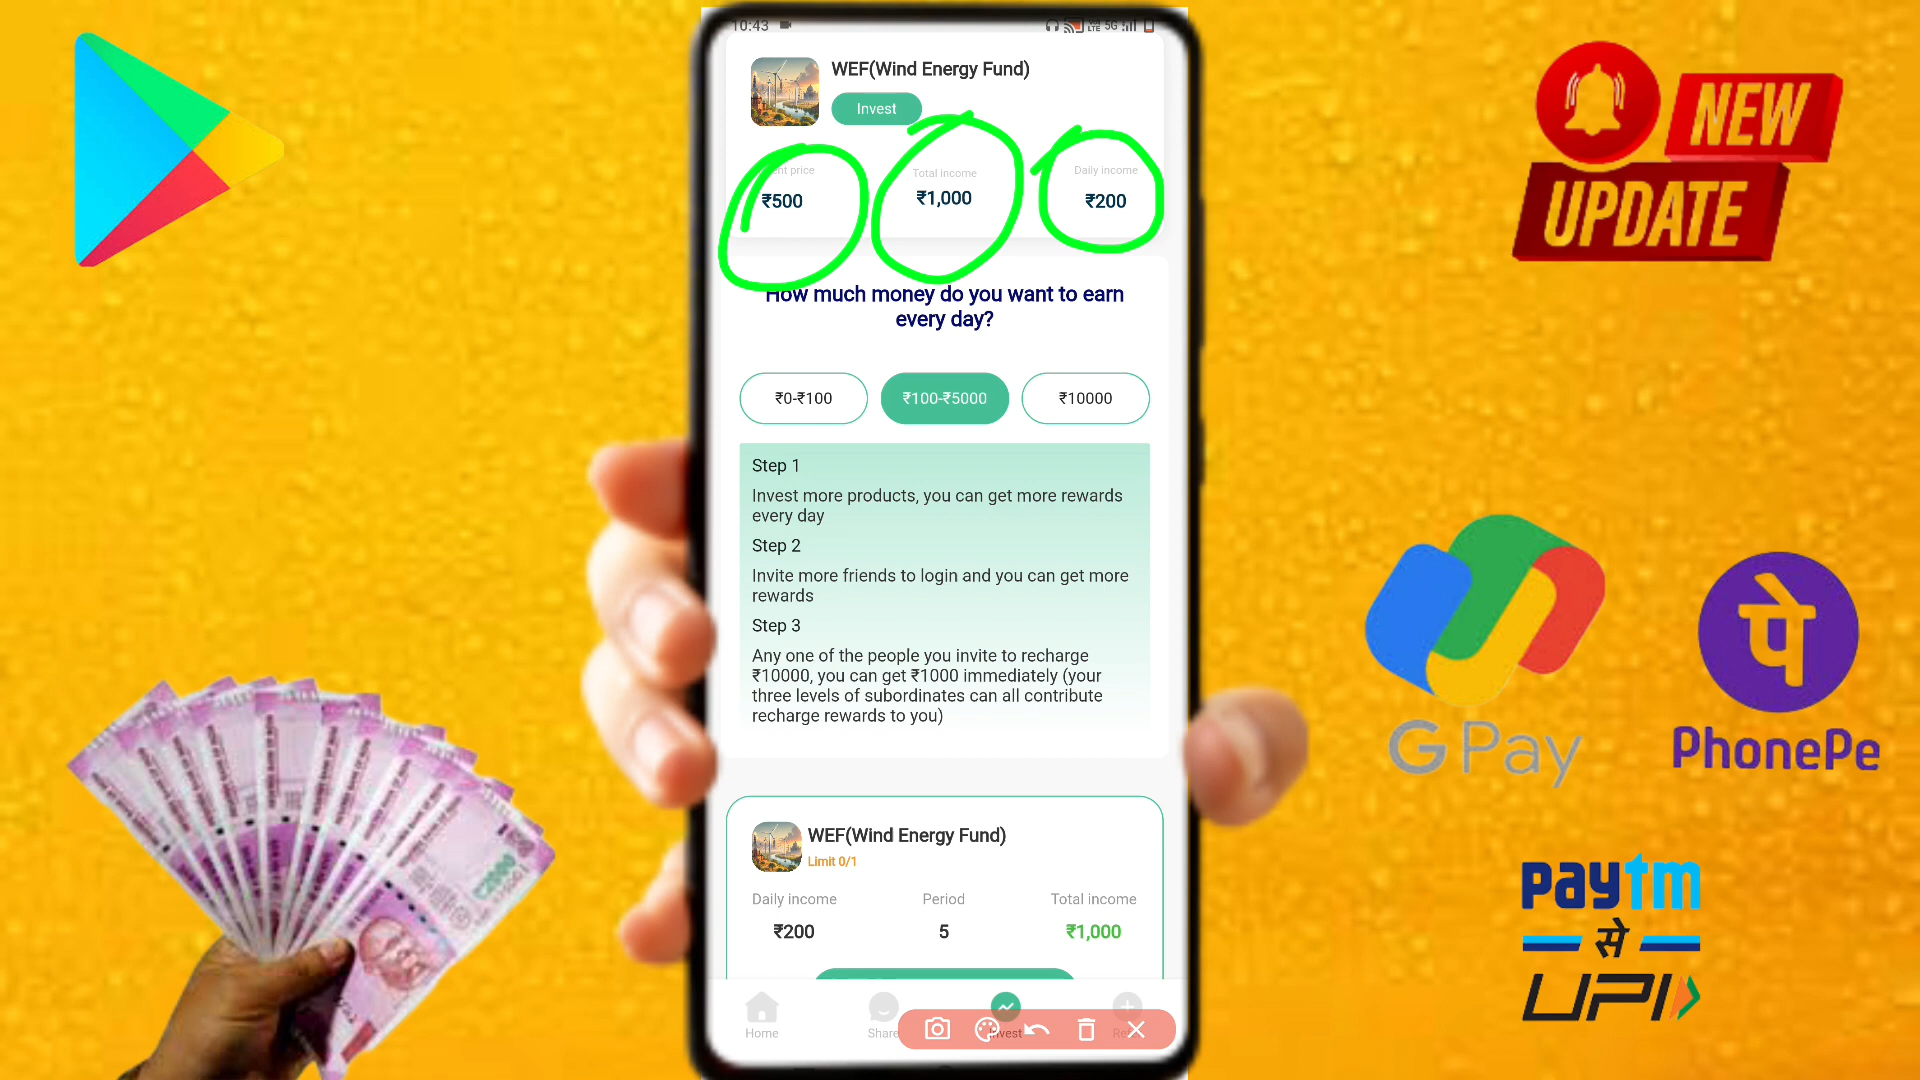 10:43
5G
WEF(Wind Energy Fund)
Invest
price
Total income
Daily income
₹500
₹1,000
₹200
How much money do you want to earn
every day?
₹0-₹100
₹100-₹5000
₹10000
Step 1
Invest more products, you can get more rewards
every day
Step 2
Invite more friends to login and you can get more
rewards
Step 3
Any one of the people you invite to recharge
₹10000, you can get ₹1000 immediately (your
three levels of subordinates can all contribute
recharge rewards to you)
WEF(Wind Energy Fund)
Limit 0/1
Daily income
Period
Total income
₹200
5
₹1,000
Home
Share
Invest
NEW
UPDATE
G Pay
पे
PhonePe
paytm
से
UPI